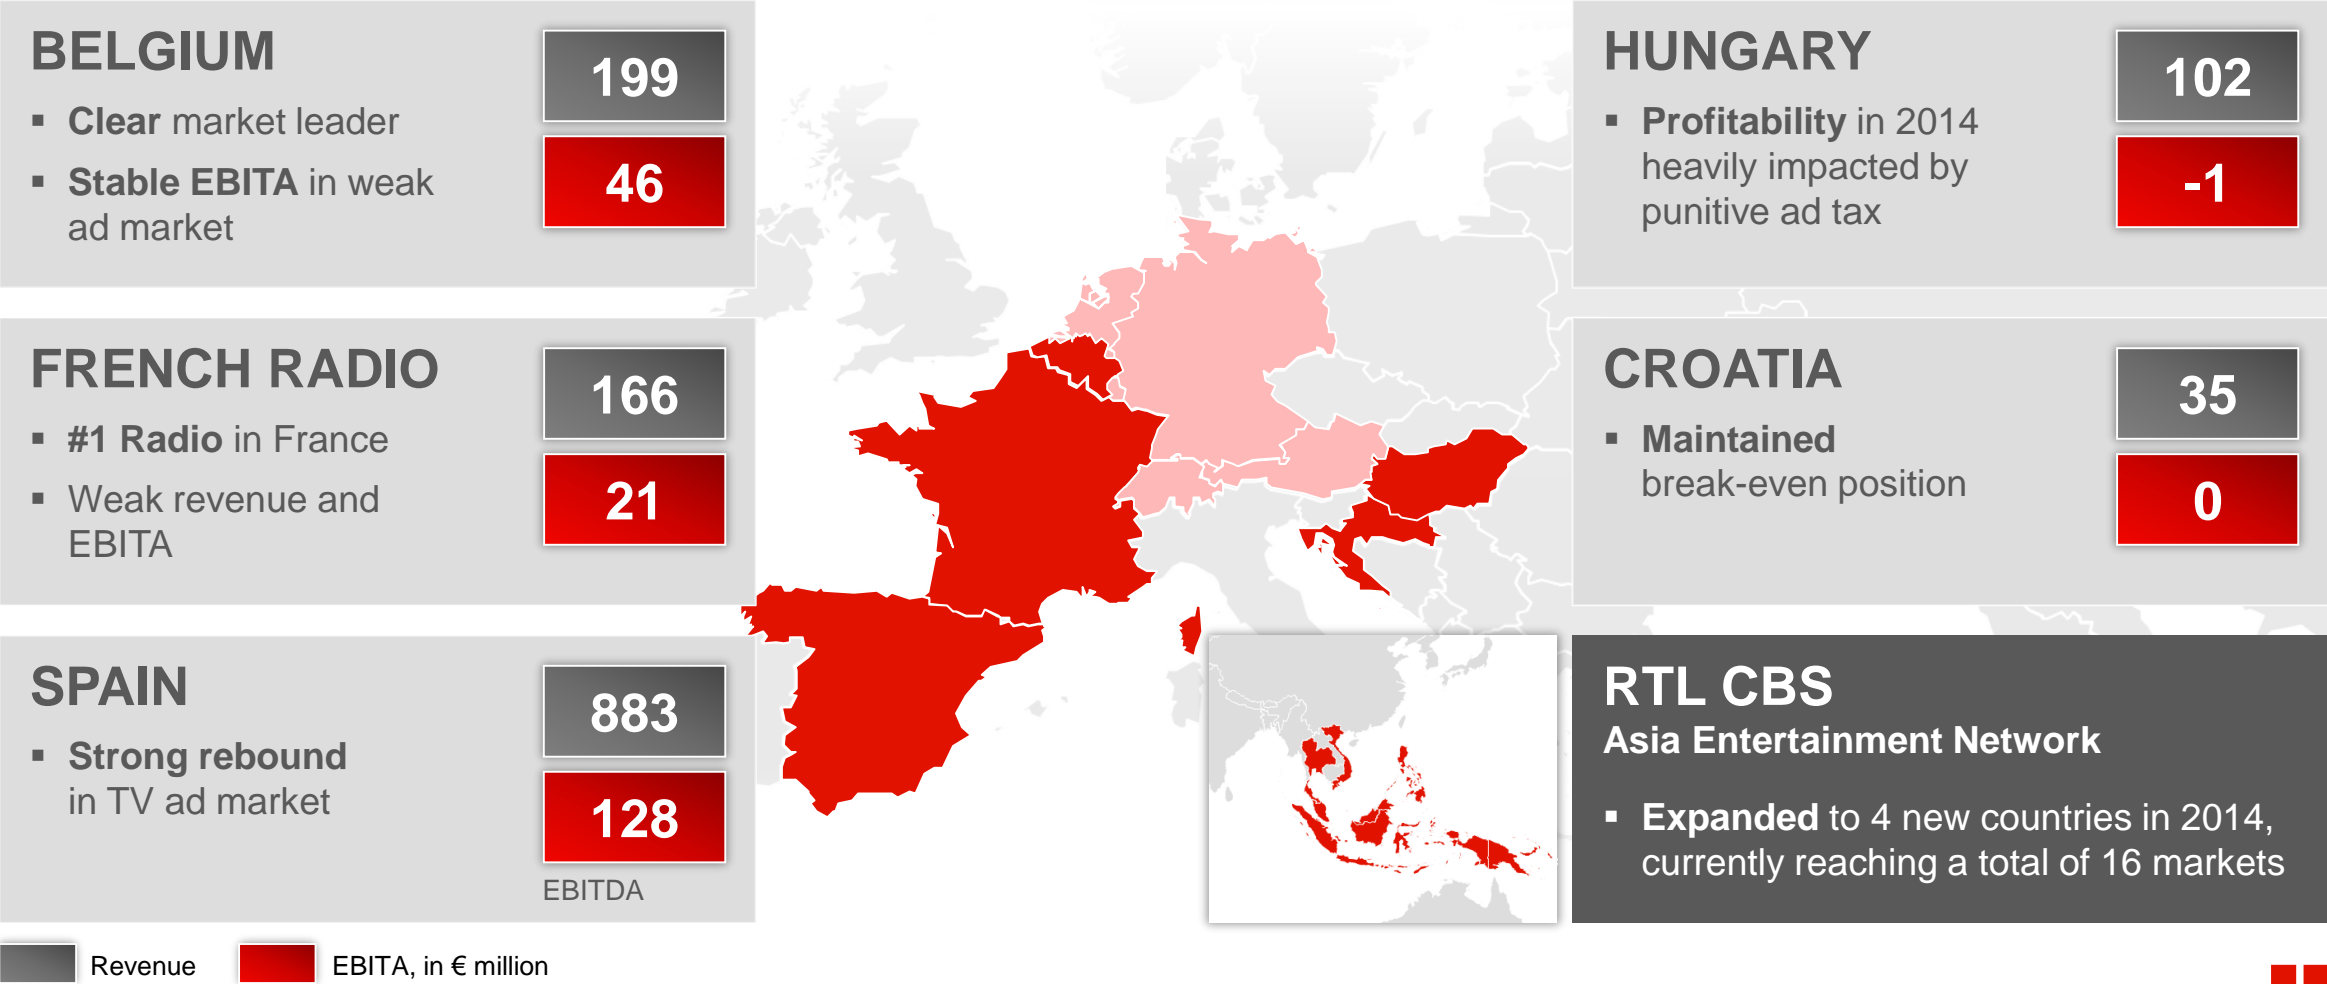 BELGIUM
199
▪ Clear market leader
▪ Stable EBITA in weak
ad market
46
FRENCH RADIO
166
▪ #1 Radio in France
▪ Weak revenue and
EBITA
21
SPAIN
883
▪ Strong rebound
in TV ad market
128
EBITDA
HUNGARY
102
▪ Profitability in 2014
heavily impacted by
punitive ad tax
-1
CROATIA
35
▪ Maintained
break-even position
0
RTL CBS
Asia Entertainment Network
▪ Expanded to 4 new countries in 2014,
currently reaching a total of 16 markets
Revenue
EBITA, in € million